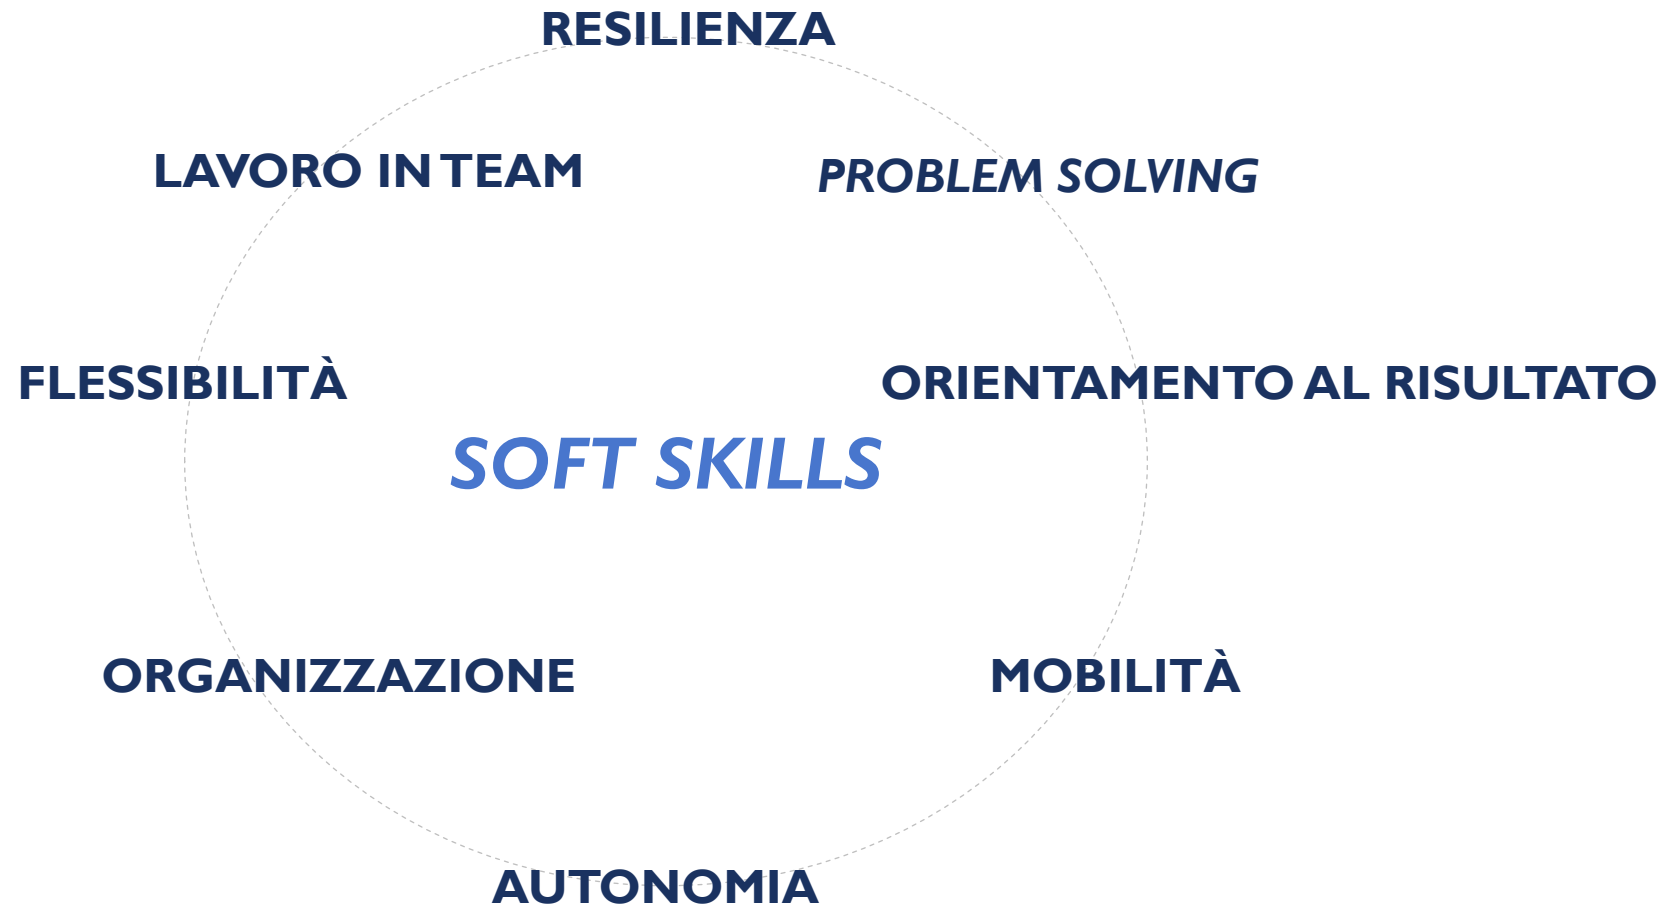 RESILIENZA
LAVORO IN TEAM
PROBLEM SOLVING
FLESSIBILITÀ
ORIENTAMENTO AL RISULTATO
SOFT SKILLS
ORGANIZZAZIONE
MOBILITÀ
AUTONOMIA